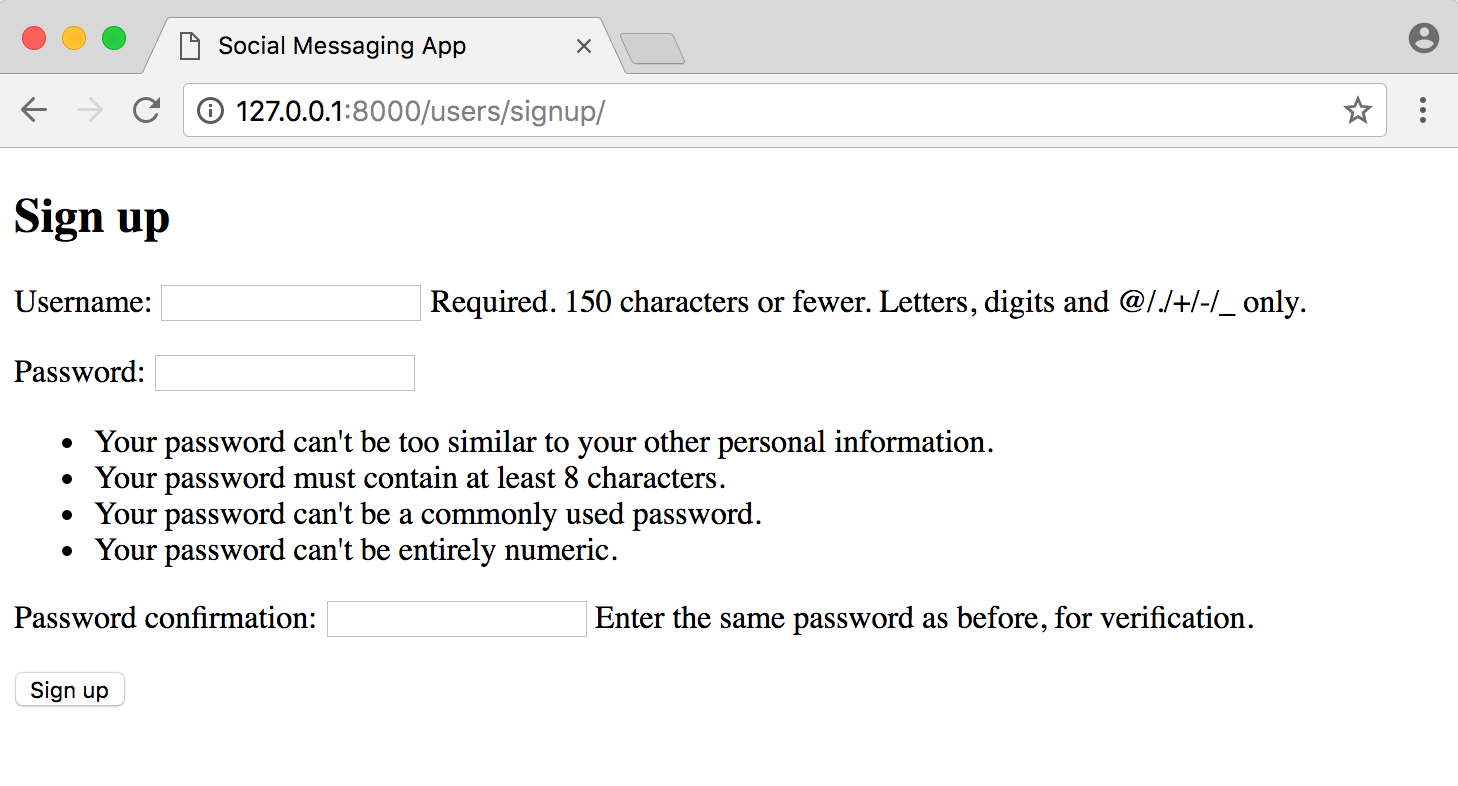 Social Messaging App
127.0.0.1:8000/users/signup/
Sign up
Username: Required. 150 characters or fewer. Letters, digits and @/./+/-/_ only.
Password:
Your password can't be too similar to your other personal information.
Your password must contain at least 8 characters.
Your password can't be a commonly used password.
Your password can't be entirely numeric.
Password confirmation: Enter the same password as before, for verification.
Sign up